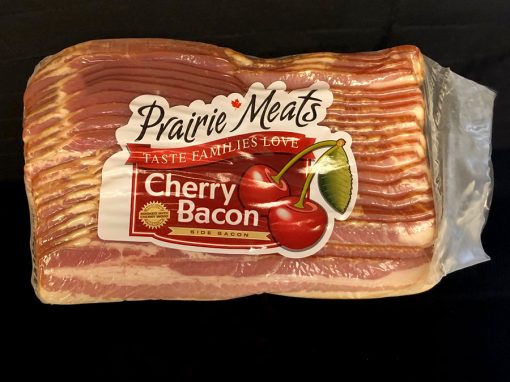 Prairie Meats
TASTE FAMILIES LOVE
Cherry
Bacon
SIDE BACON